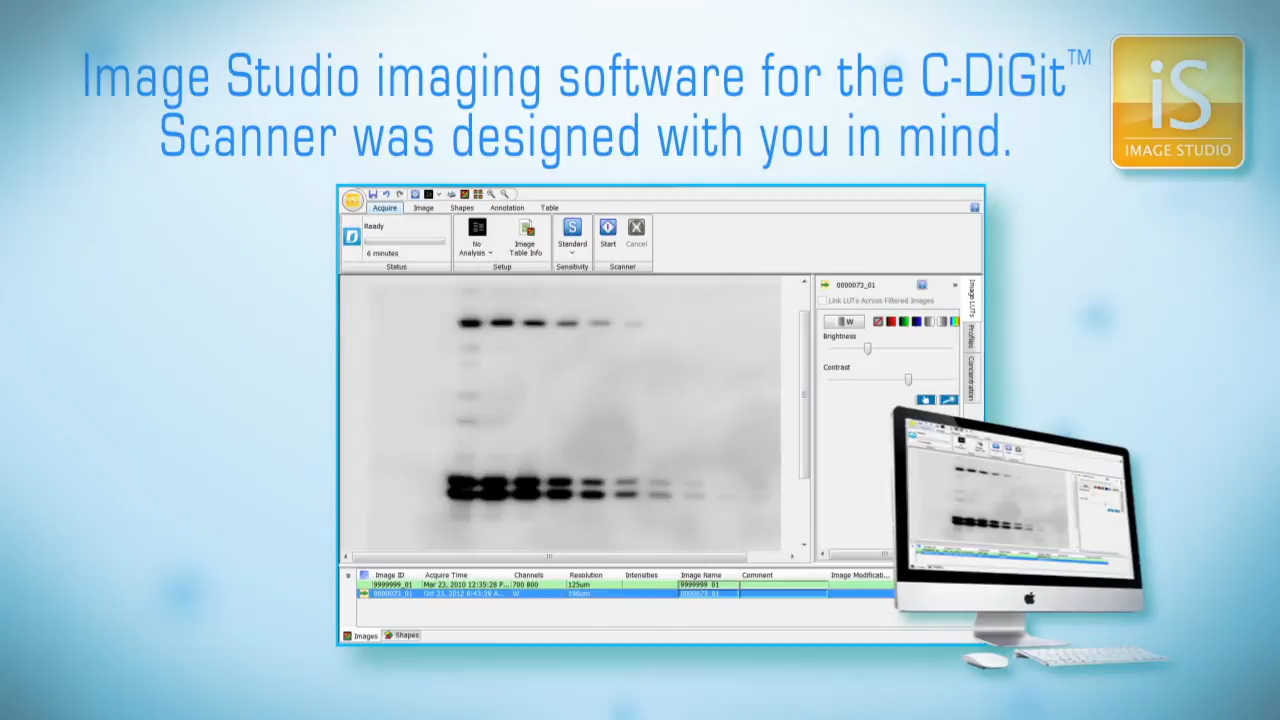 Image Studio imaging software for the C-DiGit™
Scanner was designed with you in mind.
iS
IMAGE STUDIO
Acquire Image Shapes Annotation Table
Ready
6 minutes
Status
No
Analysis
Image
Table Info
Setup
Standard
Sensitivity
Start Cancel
Scanner
0000073_01
Link LUTs Across Filtered Images
W
Brightness
Contrast
Image LUTs
Profiles
Concentration
Image ID Acquire Time Channels Resolution Intensities Image Name Comment Image Modificati...
9999999_01 Mar 23, 2010 12:35:28 P... 700 800 125um 9999999_01
0000073_01 Oct 23, 2012 8:43:28 A... W 196um 0000073_01
Images Shapes